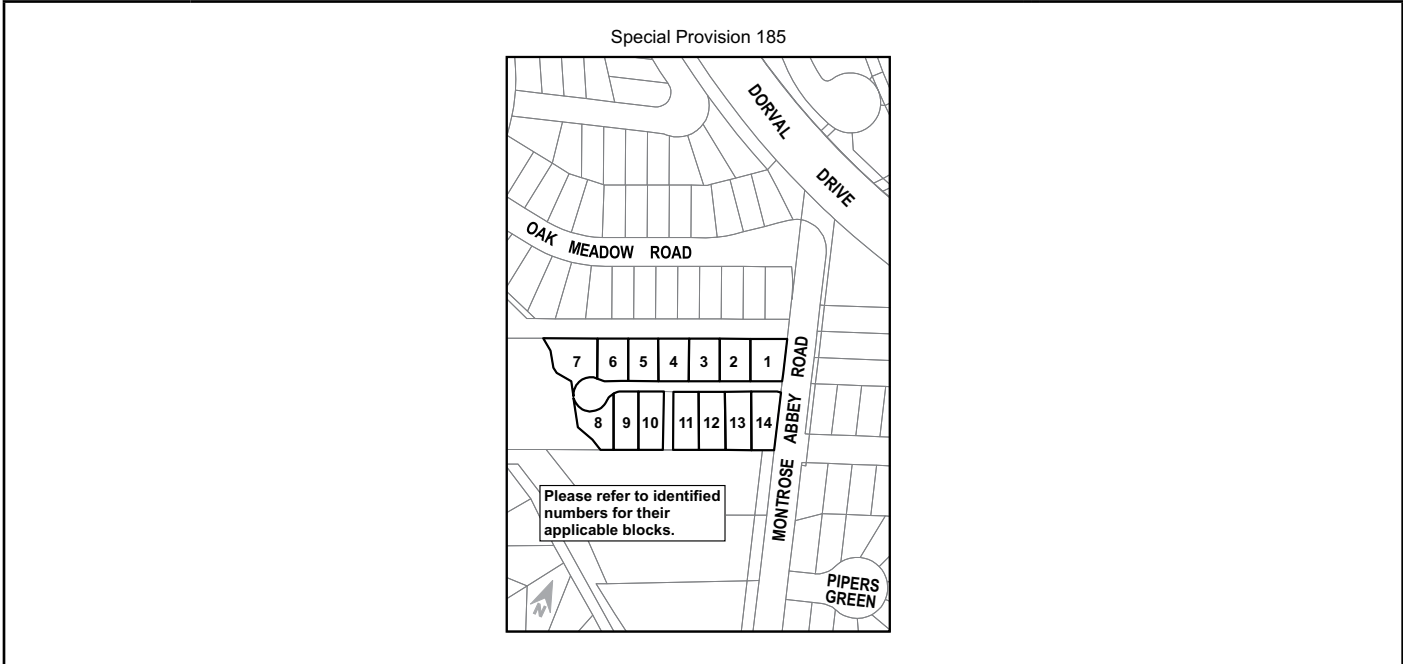 Special Provision 185
DORVAL
DRIVE
OAK MEADOW ROAD
7 6 5 4 3 2 1
8 9 10 11 12 13 14
MONTROSE ABBEY ROAD
Please refer to identified
numbers for their
applicable blocks.
PIPERS
GREEN
N